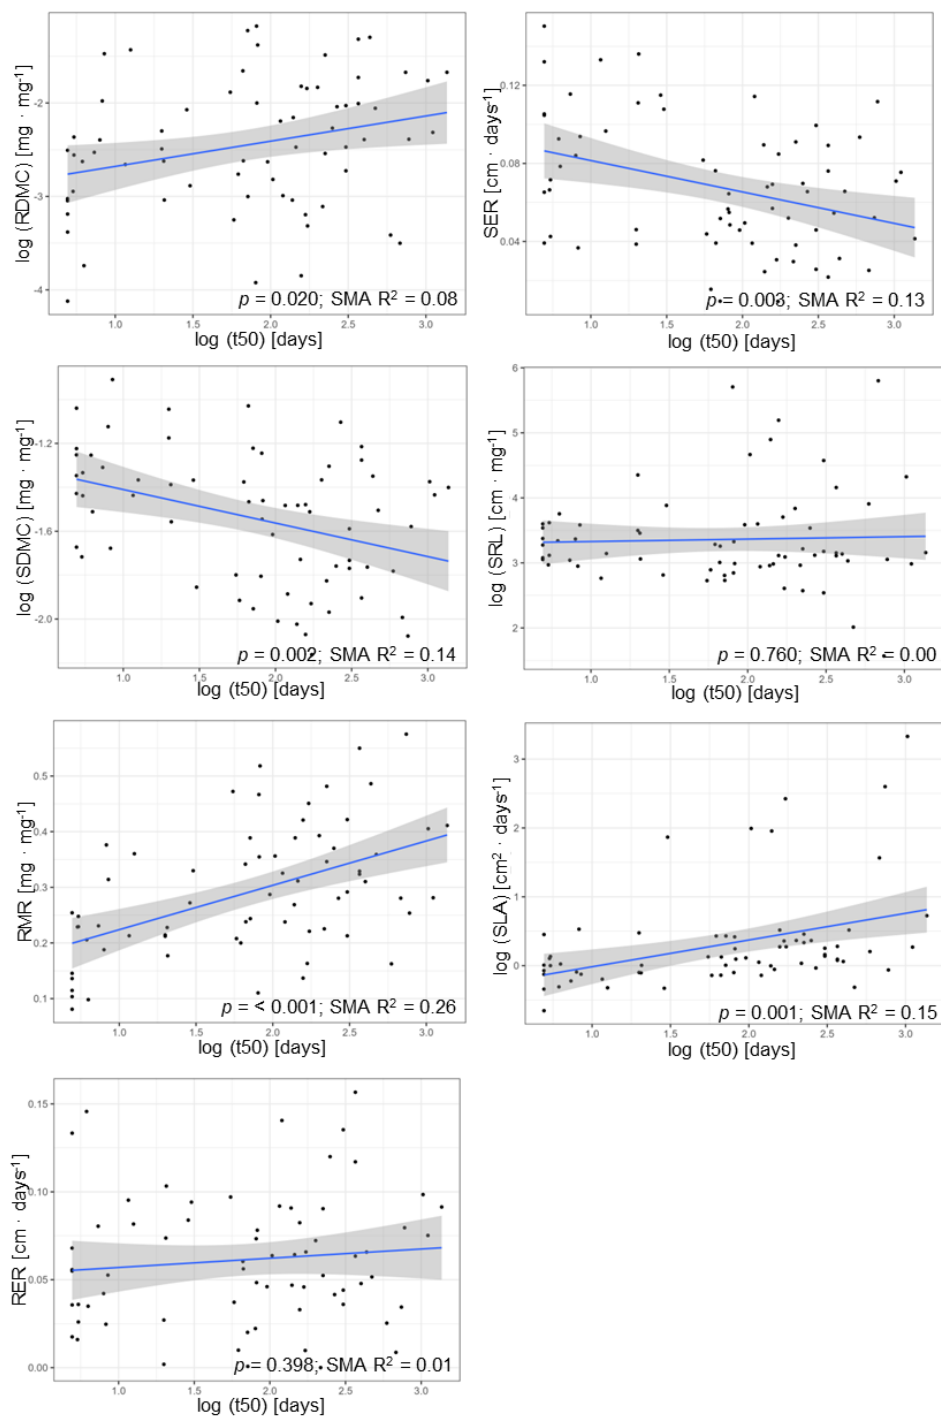 log (RDMC) [mg · mg-1]
-2
-3
-4
p = 0.020; SMA R2 = 0.08
1.0 1.5 2.0 2.5 3.0
log (t50) [days]
SER [cm · days-1]
0.12
0.08
0.04
p = 0.003; SMA R2 = 0.13
1.0 1.5 2.0 2.5 3.0
log (t50) [days]
log (SDMC) [mg · mg-1]
-1.2
-1.6
-2.0
p = 0.002; SMA R2 = 0.14
1.0 1.5 2.0 2.5 3.0
log (t50) [days]
log (SRL) [cm · mg-1]
6
5
4
3
2
p = 0.760; SMA R2 = 0.00
1.0 1.5 2.0 2.5 3.0
log (t50) [days]
RMR [mg · mg-1]
0.5
0.4
0.3
0.2
0.1
p = < 0.001; SMA R2 = 0.26
1.0 1.5 2.0 2.5 3.0
log (t50) [days]
log (SLA) [cm2 · days-1]
3
2
1
0
p = 0.001; SMA R2 = 0.15
1.0 1.5 2.0 2.5 3.0
log (t50) [days]
RER [cm · days-1]
0.15
0.10
0.05
0.00
p = 0.398; SMA R2 = 0.01
1.0 1.5 2.0 2.5 3.0
log (t50) [days]